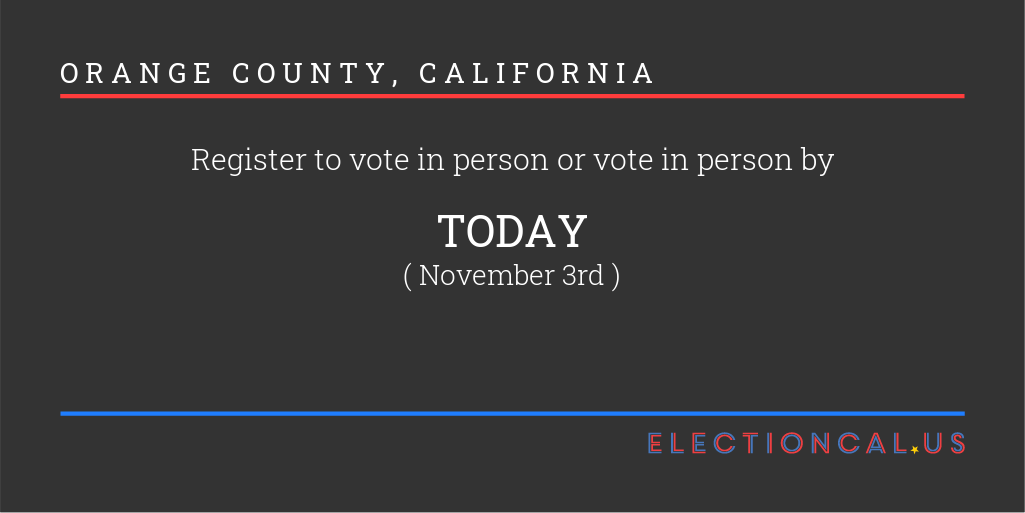 ORANGE COUNTY, CALIFORNIA
Register to vote in person or vote in person by
TODAY
( November 3rd )
ELECTIONCAL.US